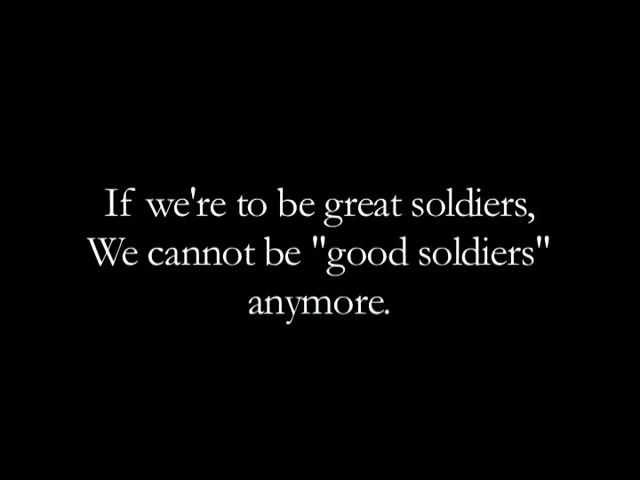 If we're to be great soldiers,
We cannot be "good soldiers"
anymore.